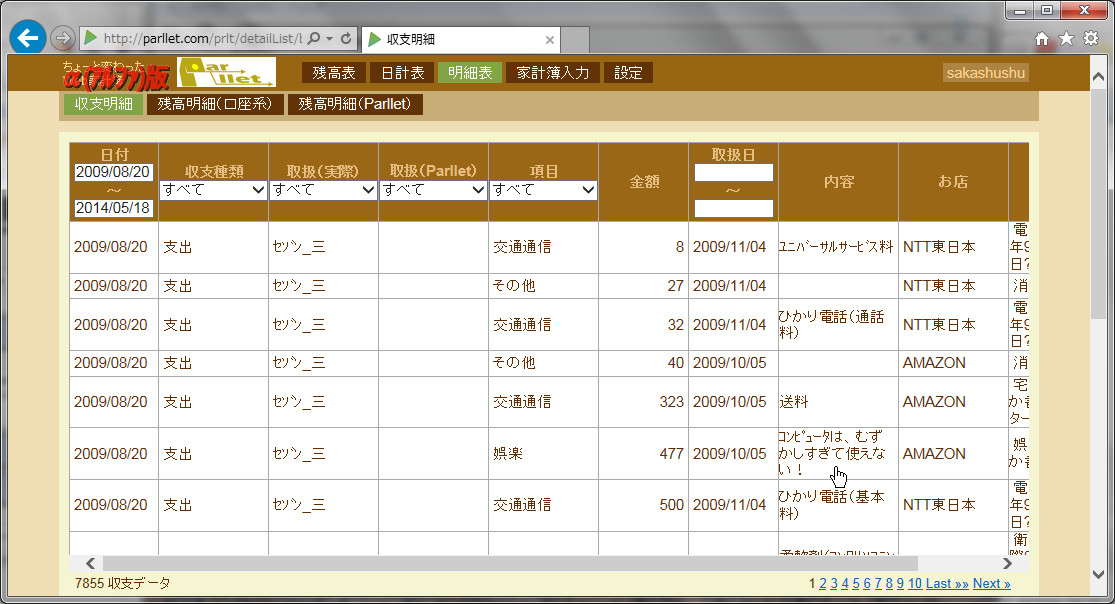 http://parllet.com/prlt/detailList/t
収支明細
ちょっと変わった
α(アルファ)版
Parllet.
残高表 日計表 明細表 家計簿入力 設定
sakashushu
収支明細 残高明細(口座系) 残高明細(Parllet)
日付 収支種類 取扱(実際) 取扱(Parllet) 項目 金額 取扱日 内容 お店
2009/08/20 すべて すべて すべて すべて
～ ～
2014/05/18
2009/08/20 支出 セゾン_三 交通通信 8 2009/11/04 ユニバーサルサービス料 NTT東日本 電
年9
日?
2009/08/20 支出 セゾン_三 その他 27 2009/11/04 NTT東日本 消
2009/08/20 支出 セゾン_三 交通通信 32 2009/11/04 ひかり電話(通話
料) NTT東日本 電
年9
日?
2009/08/20 支出 セゾン_三 その他 40 2009/10/05 AMAZON 消
2009/08/20 支出 セゾン_三 交通通信 323 2009/10/05 送料 AMAZON 宅
か
ター
2009/08/20 支出 セゾン_三 娯楽 477 2009/10/05 コンピュータは、むず
かしすぎて使えな
い! AMAZON 娯
か
2009/08/20 支出 セゾン_三 交通通信 500 2009/11/04 ひかり電話(基本
料) NTT東日本 電
年9
日?
衛
7855 収支データ
1 2 3 4 5 6 7 8 9 10 Last »» Next »